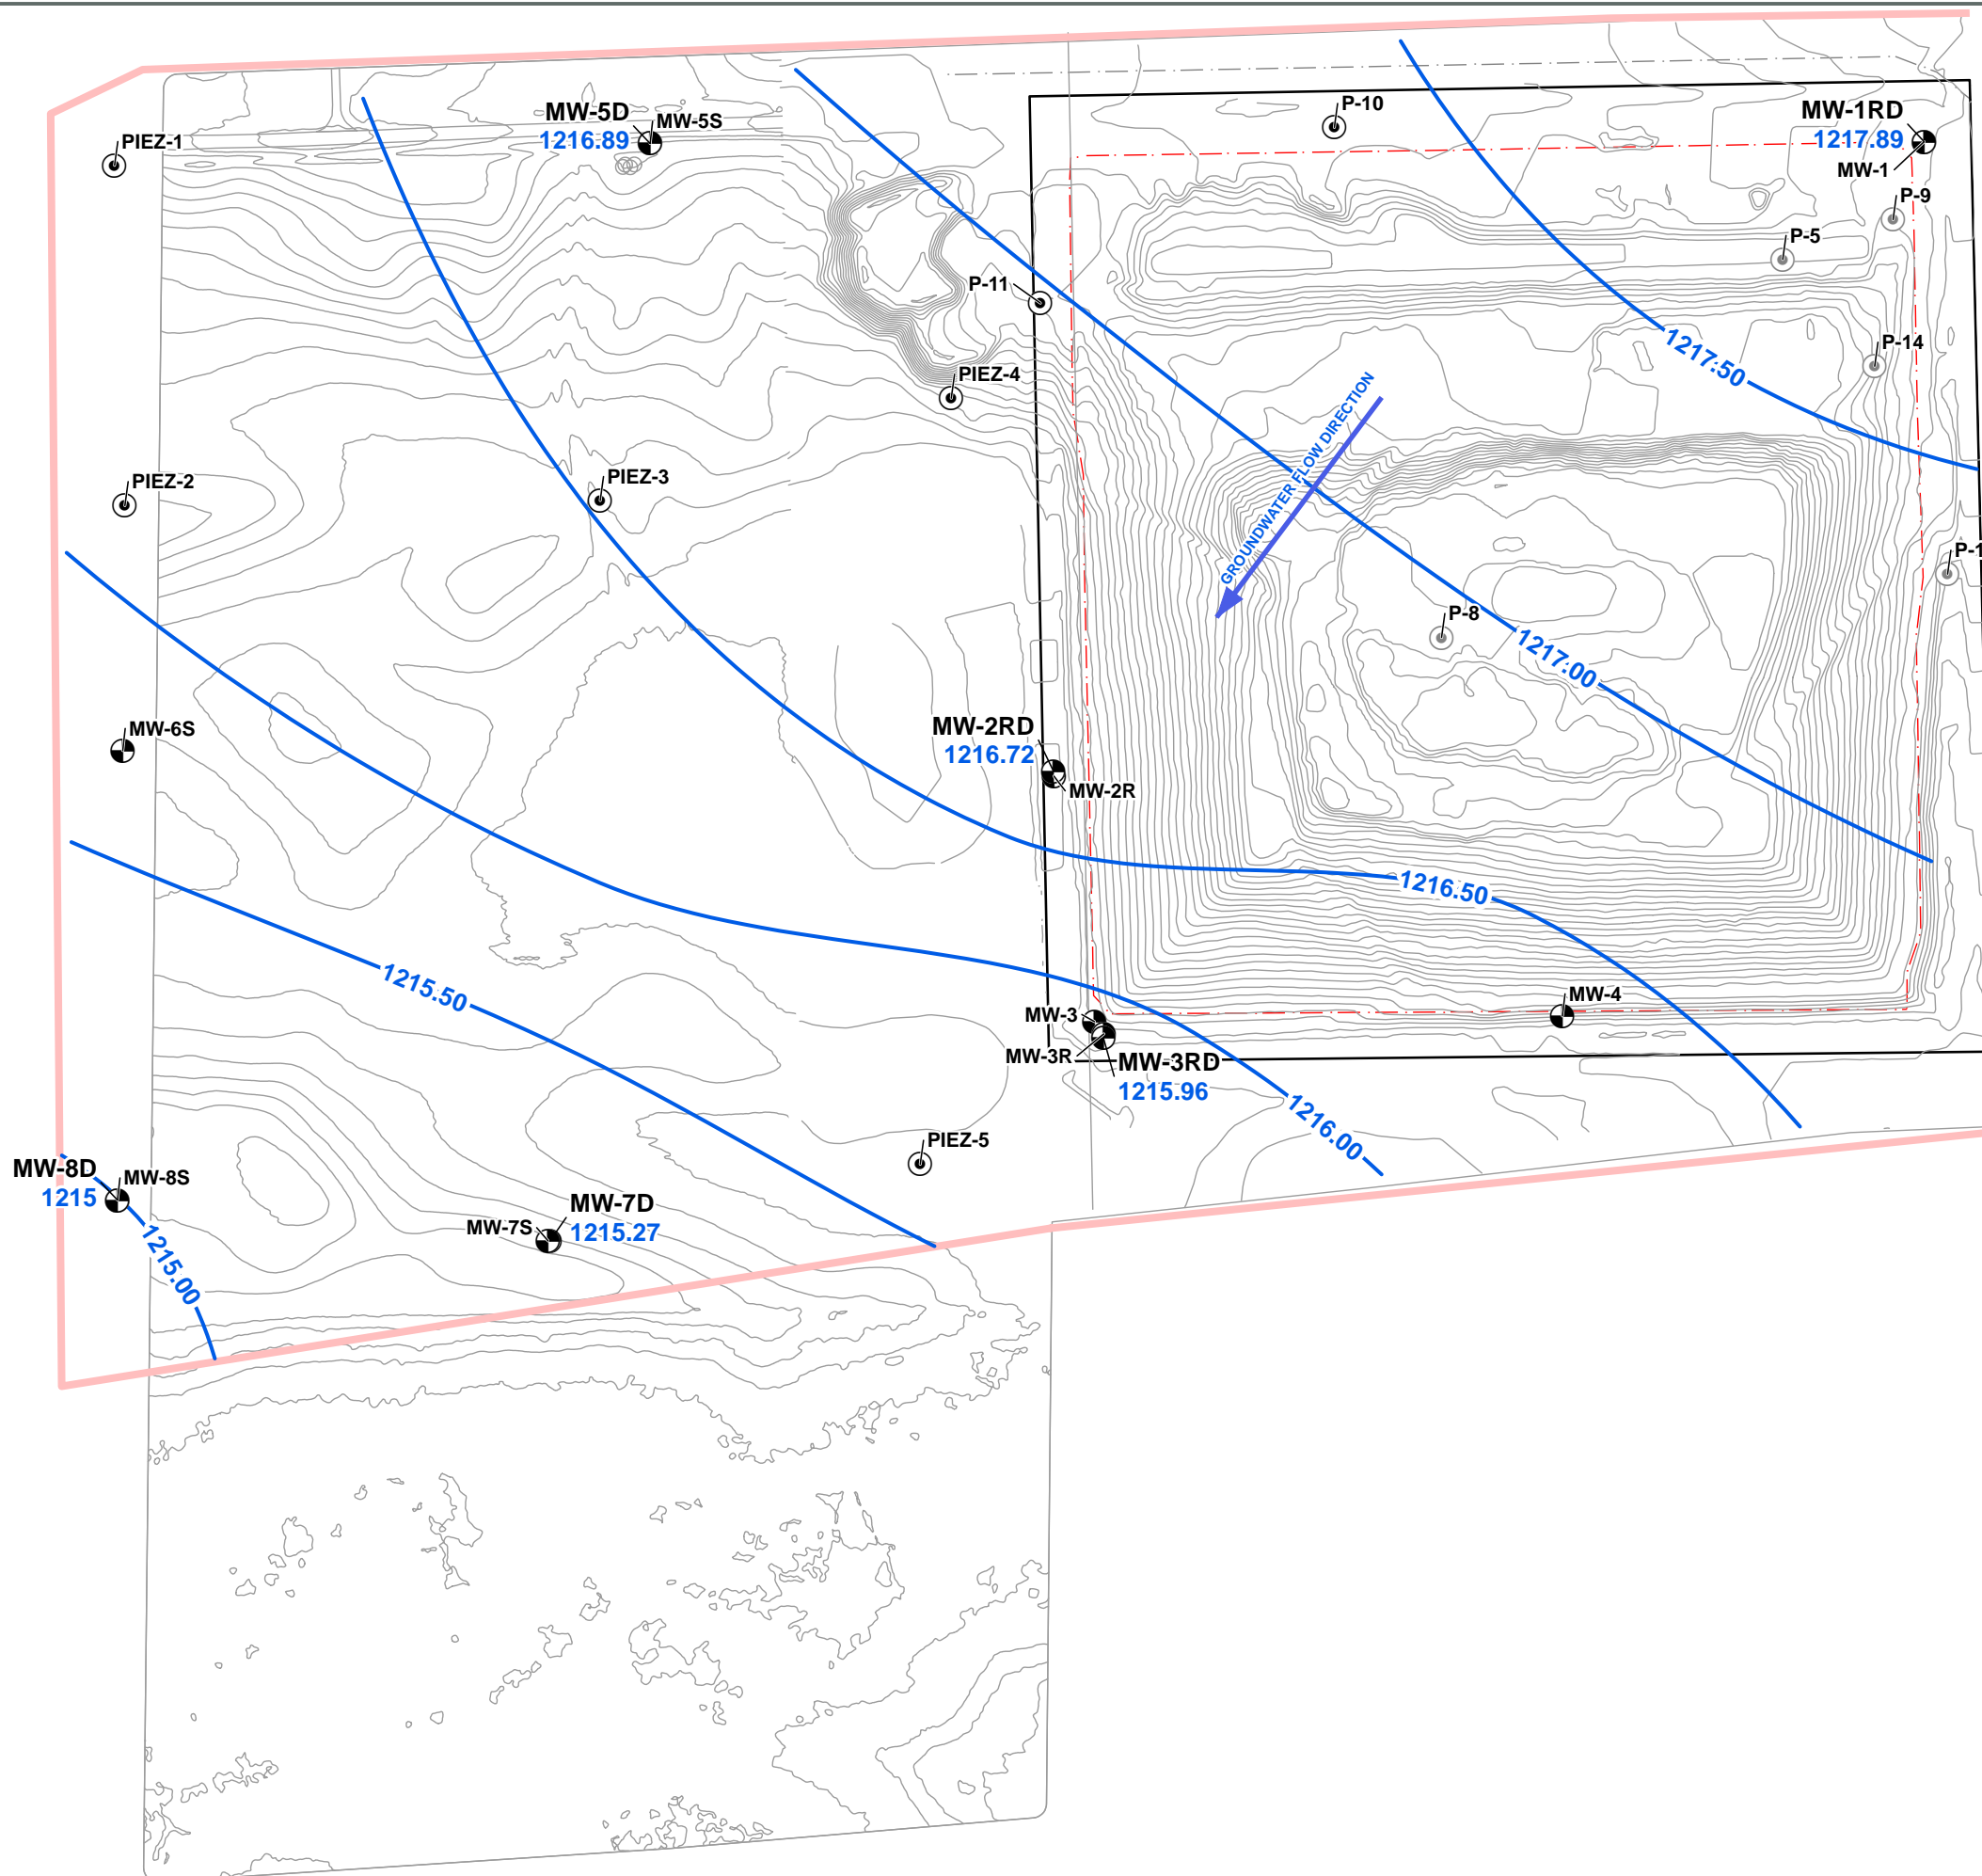 P-10
MW-5D
1216.89
MW-5S
MW-1RD
1217.89
MW-1
PIEZ-1
P-9
P-5
P-11
P-14
1217.50
PIEZ-4
GROUNDWATER FLOW DIRECTION
PIEZ-2
PIEZ-3
P-1
P-8
1217.00
MW-6S
MW-2RD
1216.72
MW-2R
1216.50
1215.50
MW-4
MW-3
MW-3R
MW-3RD
1215.96
1216.00
PIEZ-5
MW-8D
1215
MW-8S
MW-7D
1215.27
MW-7S
1215.00